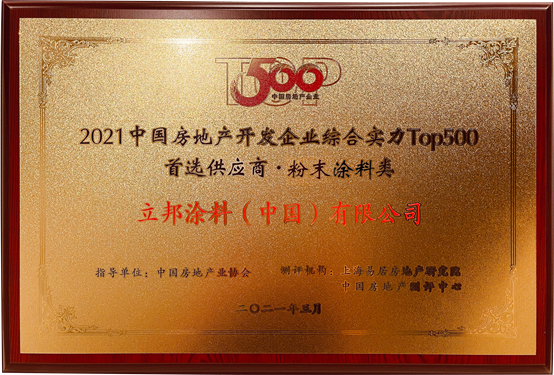 TOP
500
中国房地产企业
2021中国房地产开发企业综合实力Top500
首选供应商·粉末涂料类
立邦涂料（中国）有限公司
指导单位：中国房地产业协会
测评机构：上海易居房地产研究院
中国房地产测评中心
二〇二一年三月